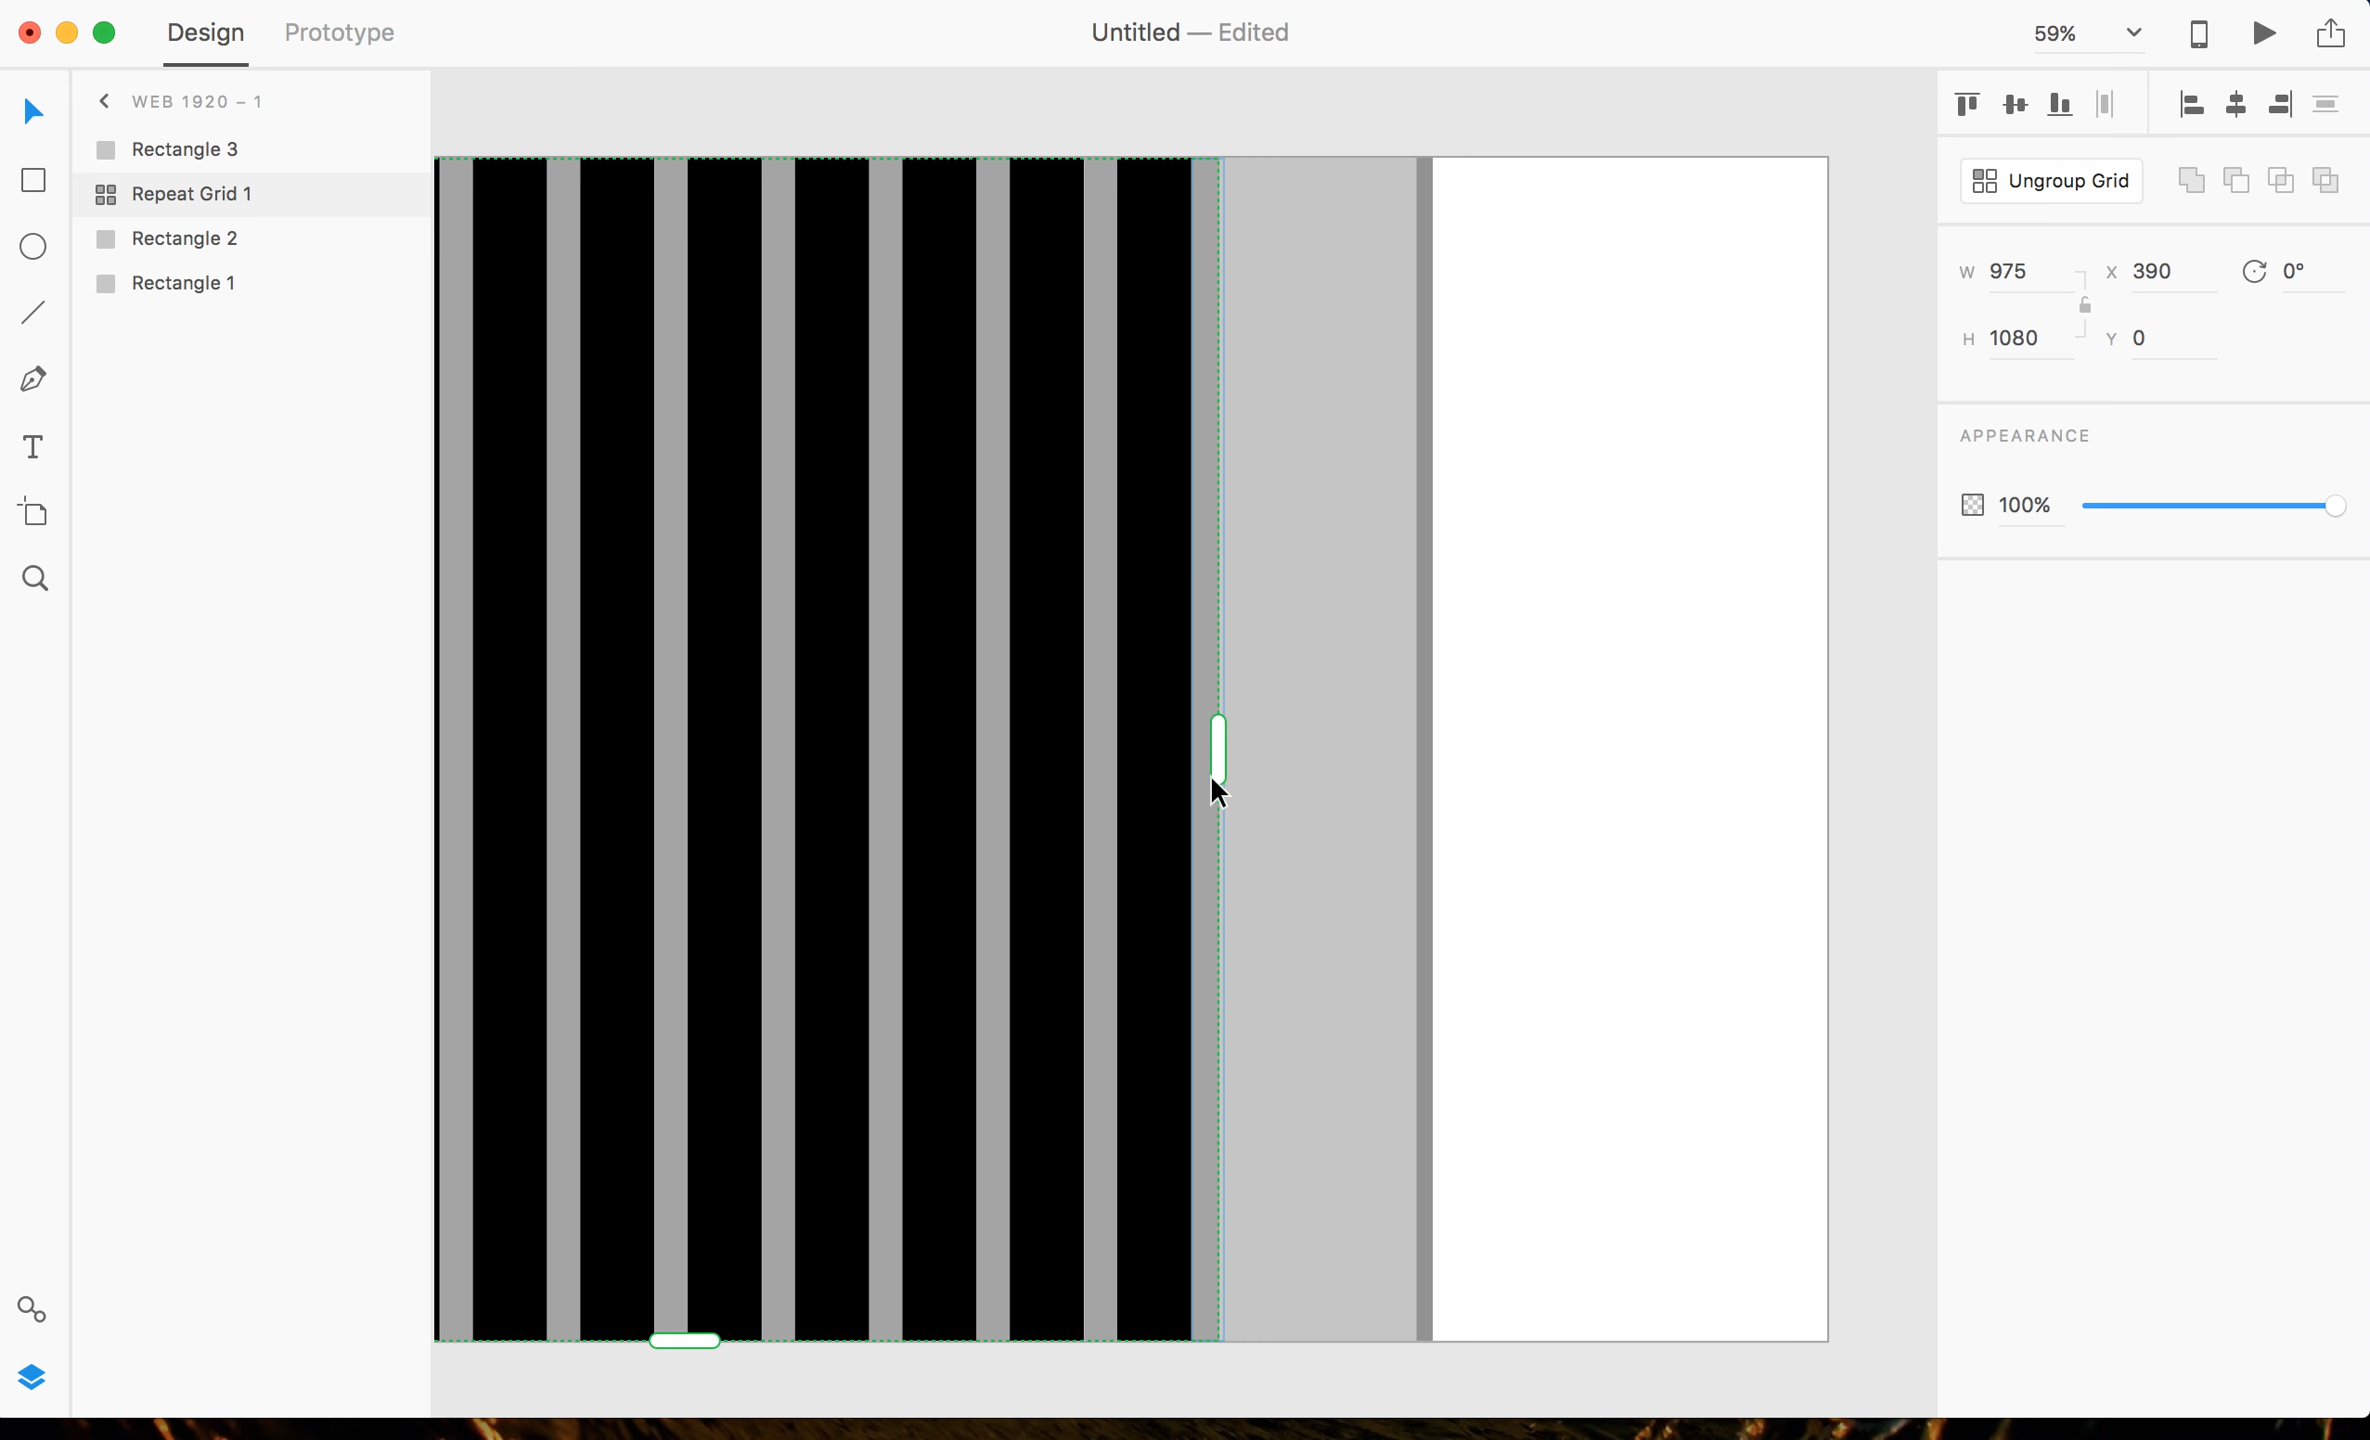 Design
Prototype
Untitled — Edited
59%
WEB 1920 – 1
Rectangle 3
Repeat Grid 1
Rectangle 2
Rectangle 1
Ungroup Grid
W 975
X 390
0°
H 1080
Y 0
APPEARANCE
100%